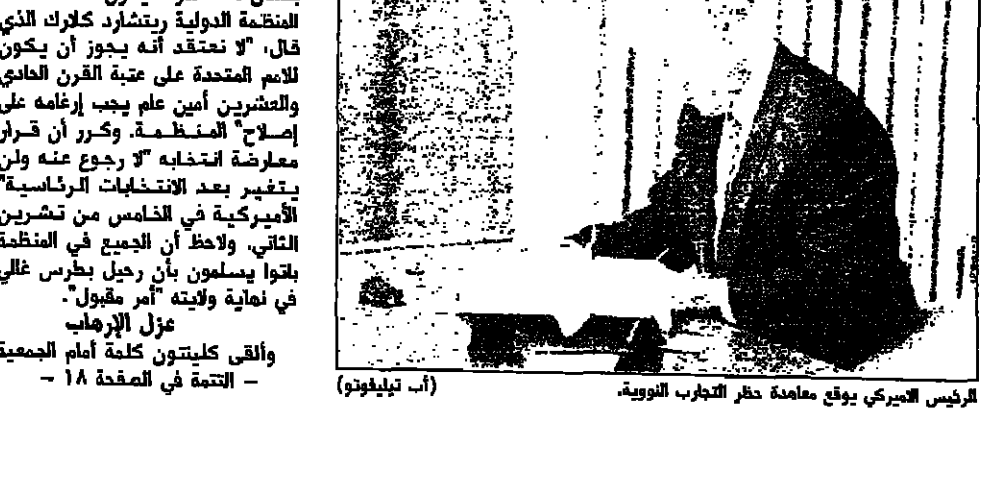 المنظمة الدولية ريتشارد كلارك الذي
قال، "لا نعتقد أنه يجوز أن يكون
للأمم المتحدة على عتبة القرن الحادي
والعشرين أمين عام يجب إرغامه على
إصلاح" المنظمة. وكرر أن قرار
معارضة انتخابه "لا رجوع عنه ولن
يتغير بعد الانتخابات الرئاسية"
الأميركية في الخامس من تشرين
الثاني. ولاحظ أن الجميع في المنظمة
باتوا يسلمون بأن رحيل بطرس غالي
في نهاية ولايته "أمر مقبول".
عزل الإرهاب
وألقى كلينتون كلمة أمام الجمعية
– التتمة في الصفحة ١٨ –
(أب تيليفوتو)
الرئيس الاميركي يوقع معاهدة حظر التجارب النووية.